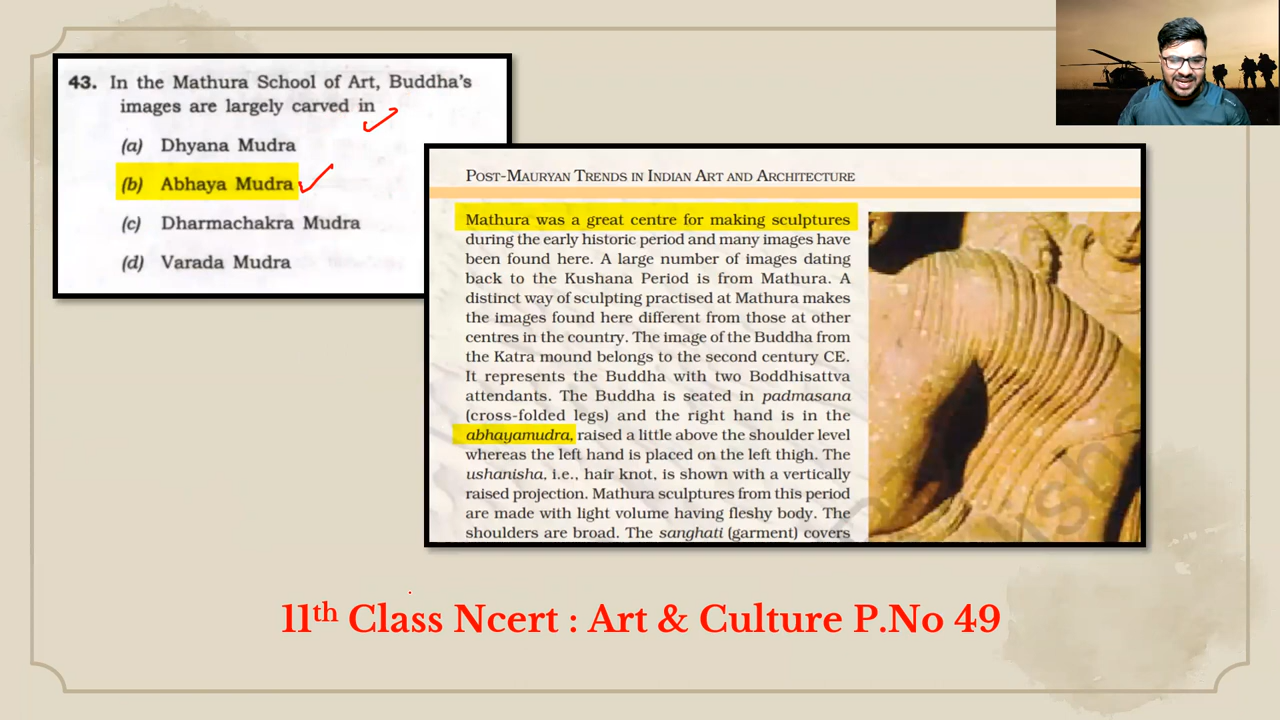 43. In the Mathura School of Art, Buddha's
images are largely carved in
(a) Dhyana Mudra
(b) Abhaya Mudra
(c) Dharmachakra Mudra
(d) Varada Mudra
Post-Mauryan Trends in Indian Art and Architecture
Mathura was a great centre for making sculptures
during the early historic period and many images have
been found here. A large number of images dating
back to the Kushana Period is from Mathura. A
distinct way of sculpting practised at Mathura makes
the images found here different from those at other
centres in the country. The image of the Buddha from
the Katra mound belongs to the second century CE.
It represents the Buddha with two Boddhisattva
attendants. The Buddha is seated in padmasana
(cross-folded legs) and the right hand is in the
abhayamudra, raised a little above the shoulder level
whereas the left hand is placed on the left thigh. The
ushanisha, i.e., hair knot, is shown with a vertically
raised projection. Mathura sculptures from this period
are made with light volume having fleshy body. The
shoulders are broad. The sanghati (garment) covers
11th Class Ncert : Art & Culture P.No 49